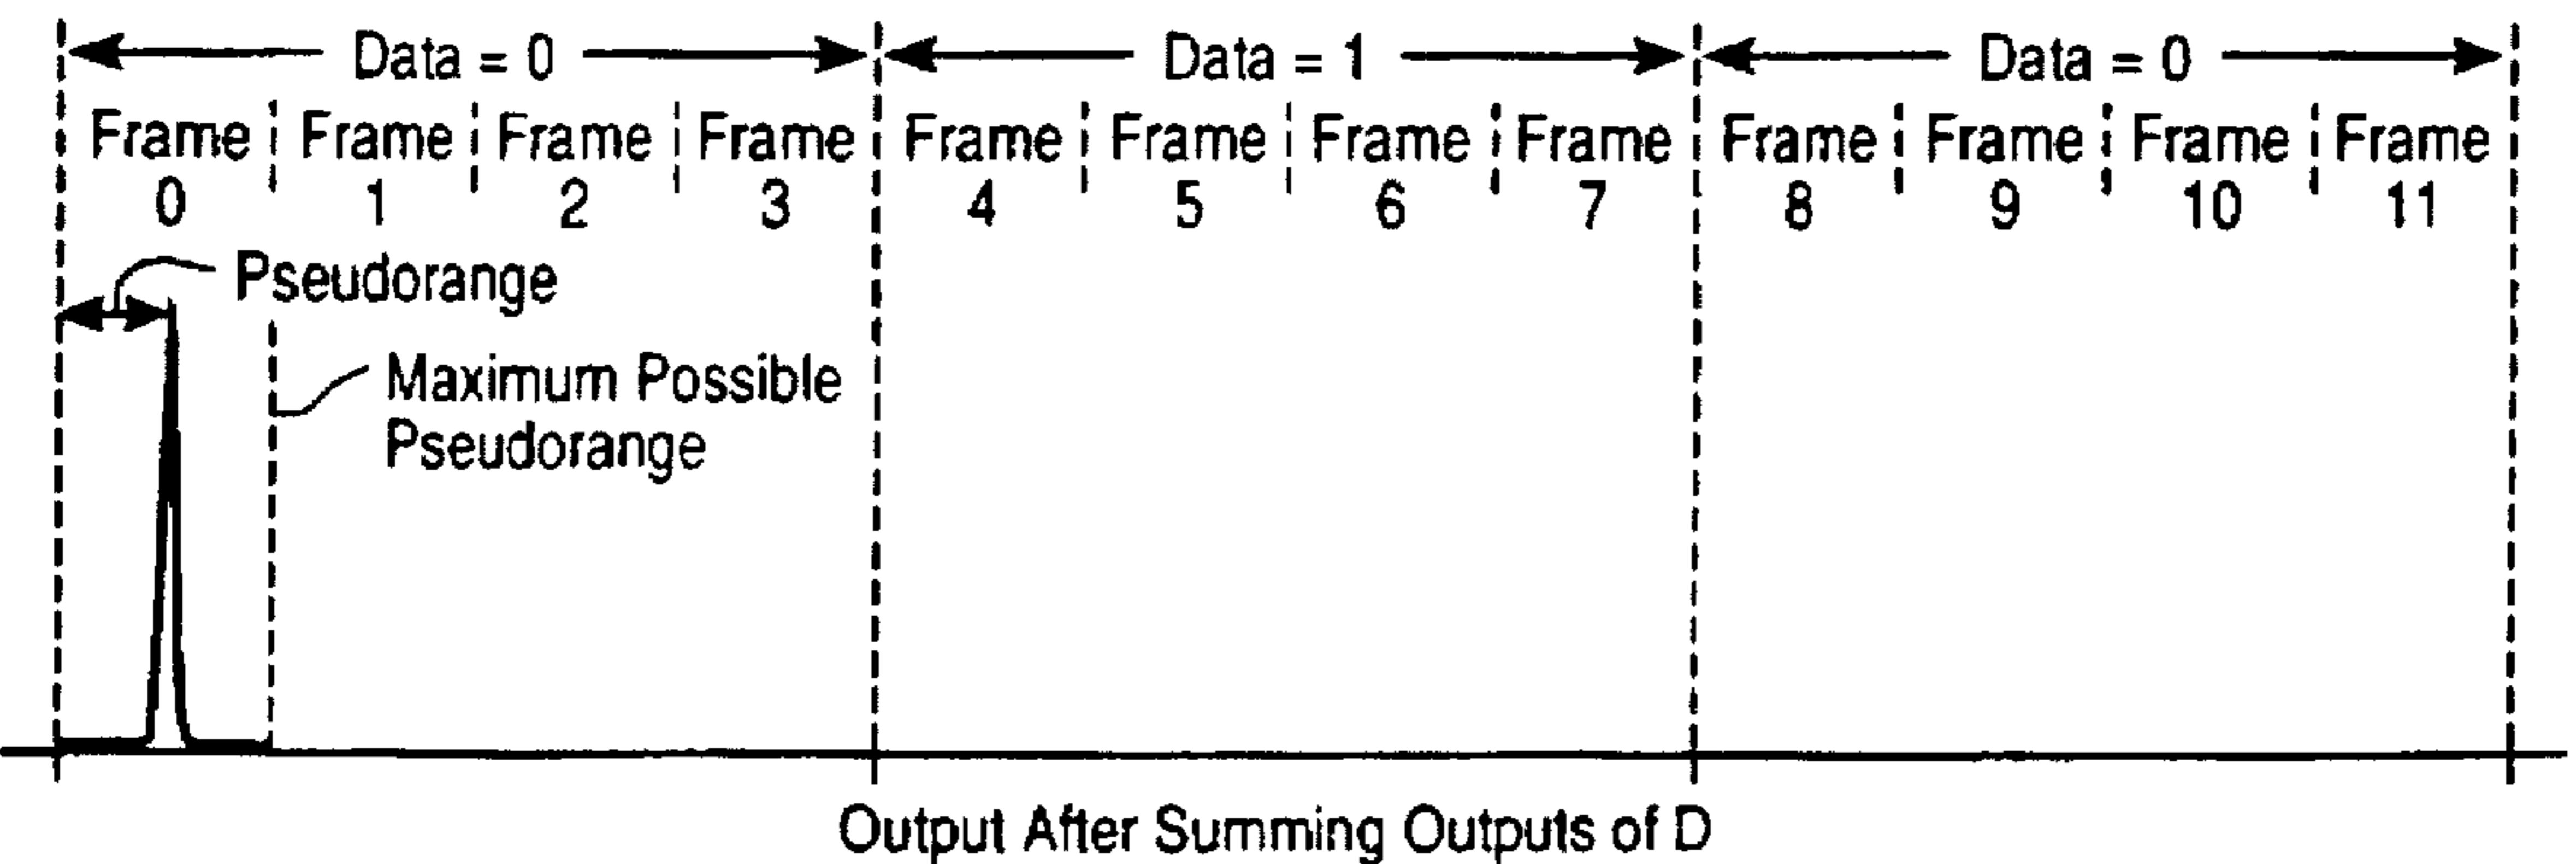 Data = 0 Data = 1 Data = 0
Frame Frame Frame Frame Frame Frame Frame Frame Frame Frame Frame Frame
0 1 2 3 4 5 6 7 8 9 10 11
Pseudorange
Maximum Possible
Pseudorange
Output After Summing Outputs of D